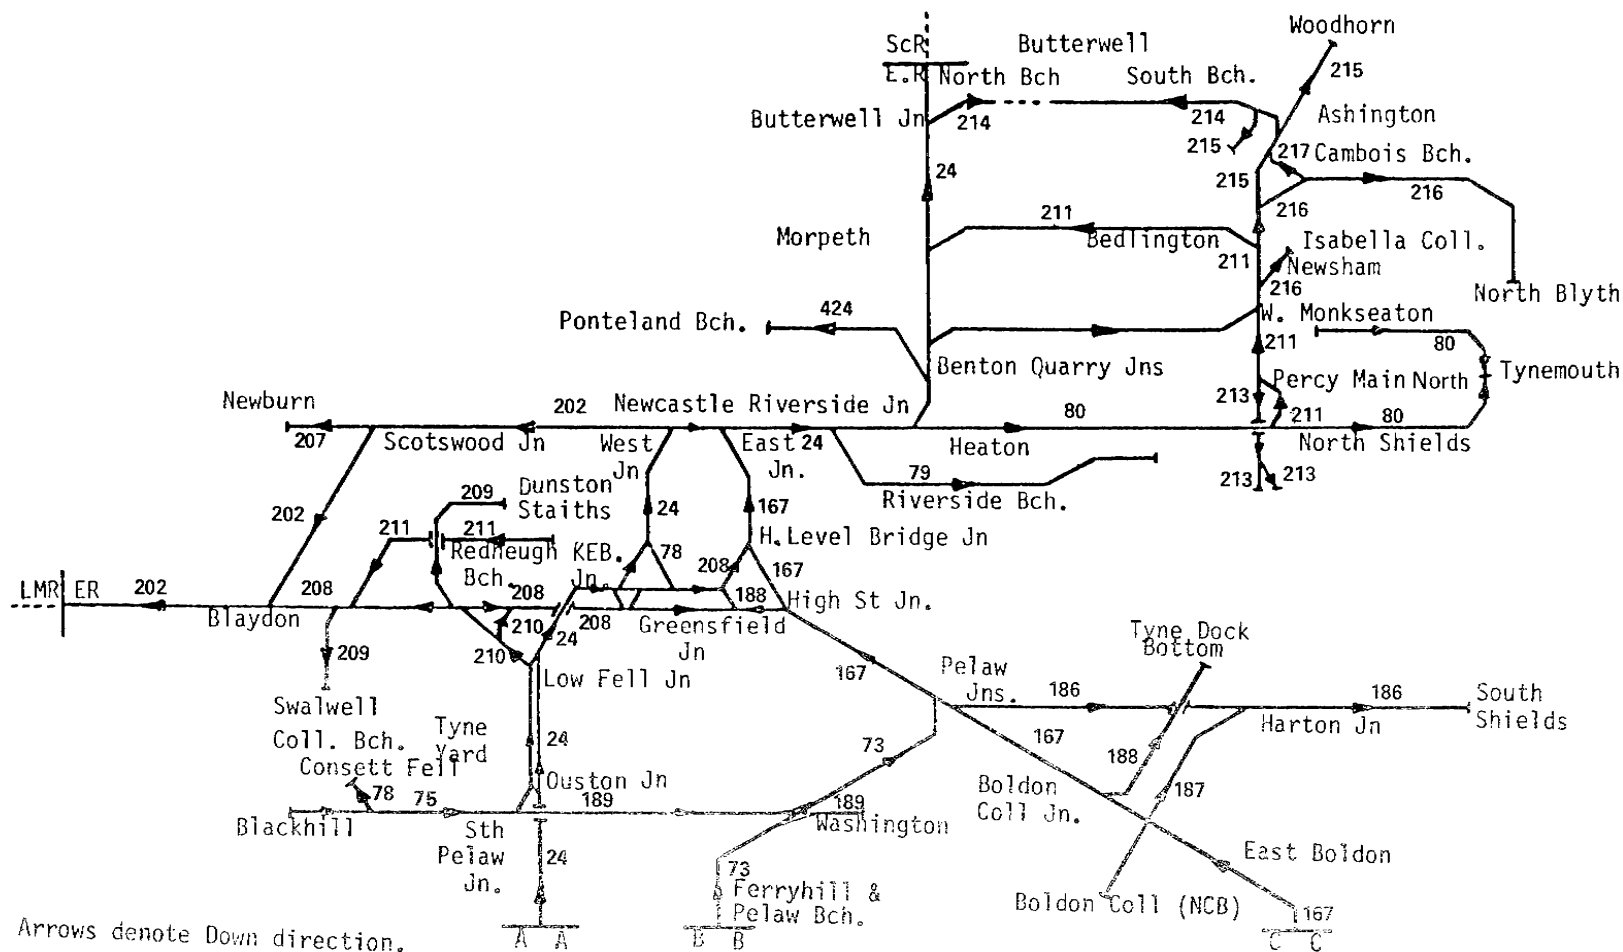 Woodhorn
ScR
Butterwell
E.R
North Bch
South Bch.
215
Butterwell Jn
214
214
Ashington
215
217
Cambois Bch.
24
215
216
216
Morpeth
211
Bedlington
Isabella Coll.
211
Newsham
216
North Blyth
424
Ponteland Bch.
W. Monkseaton
211
80
Benton Quarry Jns
Tynemouth
Percy Main North
213
Newburn
202
Newcastle
Riverside Jn
80
211
80
207
Scotswood Jn
West
Jn
East
Jn.
24
Heaton
North Shields
79
213
213
Riverside Bch.
209
Dunston
Staiths
202
24
167
211
211
H.Level Bridge Jn
Redheugh
Bch.
KEB.
Jn.
78
208
167
LMR
ER
202
208
208
188
High St Jn.
Blaydon
210
24
208
Greensfield
Jn
Tyne Dock
Bottom
209
210
Low Fell Jn
167
Pelaw
Jns.
186
186
South
Shields
Swalwell
Coll. Bch.
Tyne
Yard
24
73
167
188
Harton Jn
Consett Fell
Ouston Jn
187
78
75
189
189
Boldon
Coll Jn.
Blackhill
Sth
Pelaw
Jn.
Washington
24
73
East Boldon
Ferryhill &
Pelaw Bch.
Boldon Coll (NCB)
167
Arrows denote Down direction.
A A
B B
C C